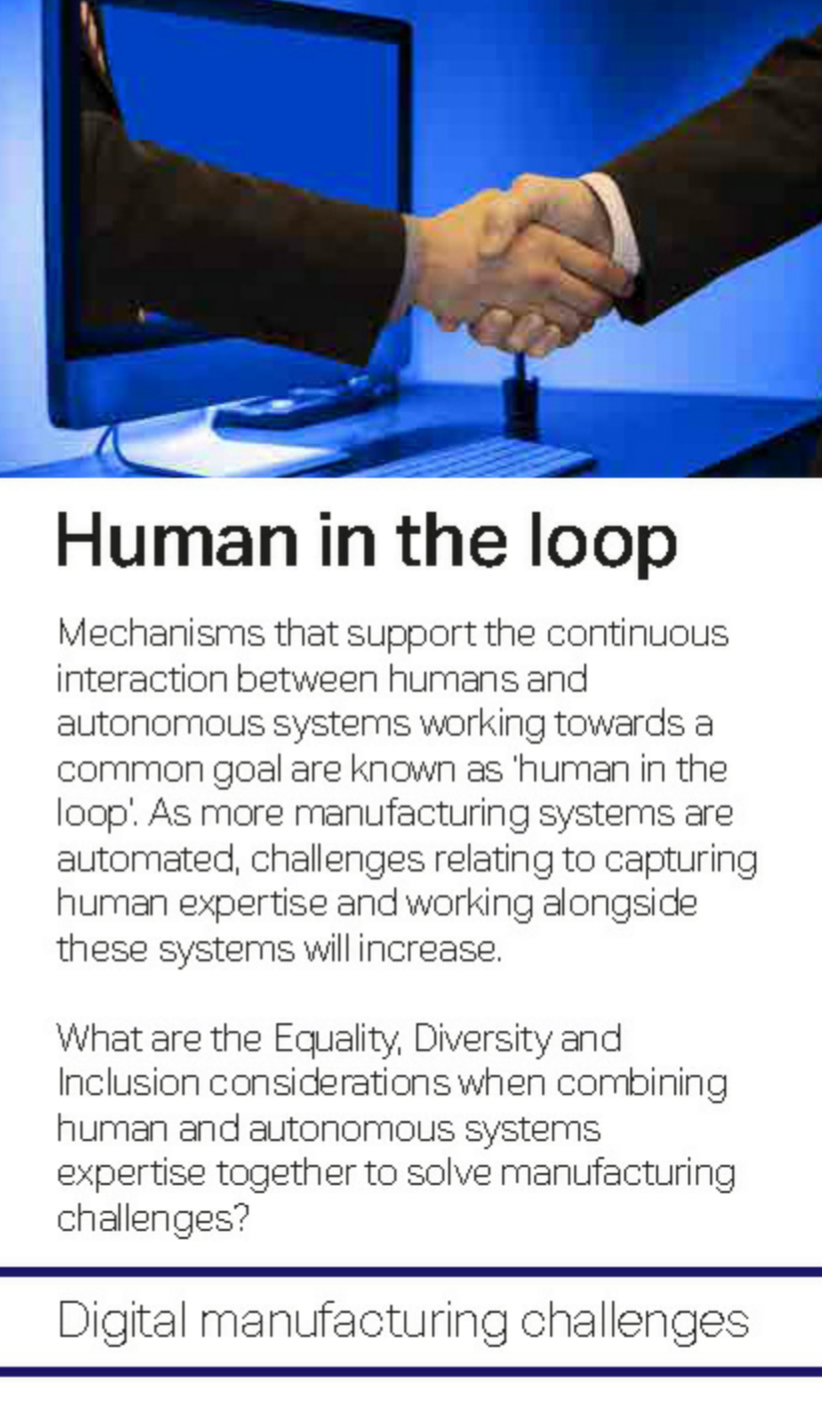 Human in the loop
Mechanisms that support the continuous
interaction between humans and
autonomous systems working towards a
common goal are known as 'human in the
loop'. As more manufacturing systems are
automated, challenges relating to capturing
human expertise and working alongside
these systems will increase.
What are the Equality, Diversity and
Inclusion considerations when combining
human and autonomous systems
expertise together to solve manufacturing
challenges?
Digital manufacturing challenges